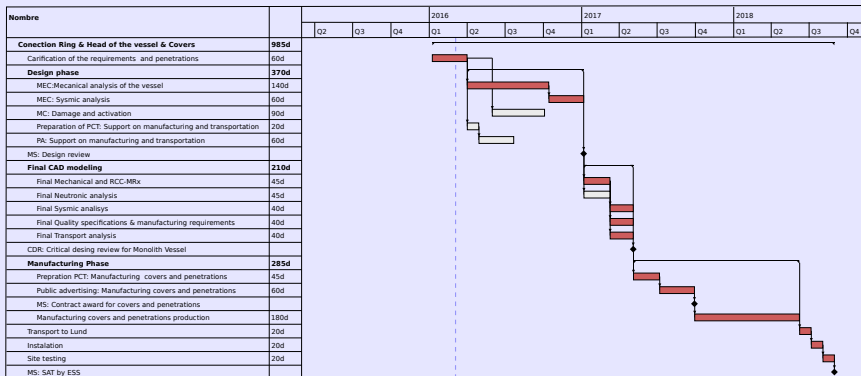 Nombre
2016 2017 2018
Q2 Q3 Q4 Q1 Q2 Q3 Q4 Q1 Q2 Q3 Q4 Q1 Q2 Q3 Q4
Conection Ring & Head of the vessel & Covers 985d
Carification of the requirements and penetrations 60d
Design phase 370d
MEC:Mecanical analysis of the vessel 140d
MEC: Sysmic analysis 60d
MC: Damage and activation 90d
Preparation of PCT: Support on manufacturing and transportation 20d
PA: Support on manufacturing and transportation 60d
MS: Design review
Final CAD modeling 210d
Final Mechanical and RCC-MRx 45d
Final Neutronic analysis 45d
Final Sysmic analisys 40d
Final Quality specifications & manufacturing requirements 40d
Final Transport analysis 40d
CDR: Critical desing review for Monolith Vessel
Manufacturing Phase 285d
Prepration PCT: Manufacturing covers and penetrations 45d
Public advertising: Manufacturing covers and penetrations 60d
MS: Contract award for covers and penetrations
Manufacturing covers and penetrations production 180d
Transport to Lund 20d
Instalation 20d
Site testing 20d
MS: SAT by ESS